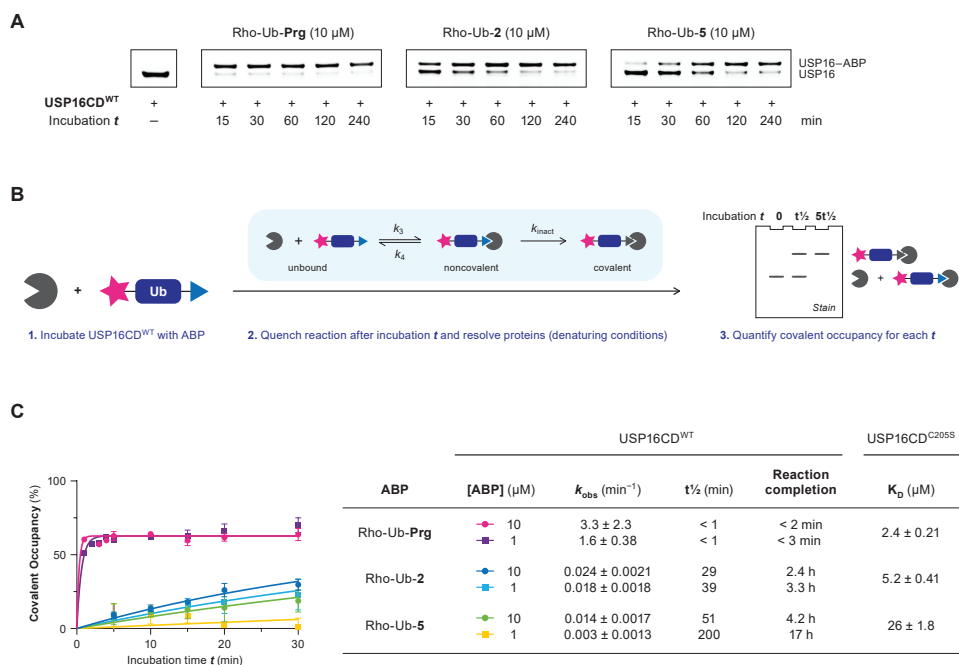 A
Rho-Ub-Prg (10 µM) Rho-Ub-2 (10 µM) Rho-Ub-5 (10 µM)
USP16–ABP
USP16
USP16CD^WT + + + + + + + + + + + + + + + +
Incubation t – 15 30 60 120 240 15 30 60 120 240 15 30 60 120 240 min
B
k3
k4
kinact
+
unbound noncovalent covalent
+ Ub
1. Incubate USP16CD^WT with ABP
2. Quench reaction after incubation t and resolve proteins (denaturing conditions)
Incubation t 0 t½ 5t½
+
Stain
3. Quantify covalent occupancy for each t
C
Covalent Occupancy (%)
100
75
50
25
0
0 10 20 30
Incubation time t (min)
USP16CD^WT USP16CD^C205S
ABP [ABP] (µM) kobs (min⁻¹) t½ (min) Reaction completion KD (µM)
Rho-Ub-Prg 10 3.3 ± 2.3 < 1 < 2 min 2.4 ± 0.21
1 1.6 ± 0.38 < 1 < 3 min
Rho-Ub-2 10 0.024 ± 0.0021 29 2.4 h 5.2 ± 0.41
1 0.018 ± 0.0018 39 3.3 h
Rho-Ub-5 10 0.014 ± 0.0017 51 4.2 h 26 ± 1.8
1 0.003 ± 0.0013 200 17 h